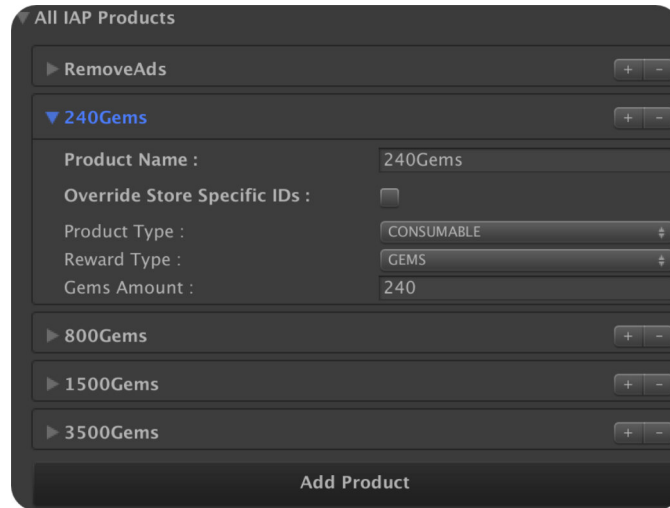 All IAP Products
RemoveAds + -
240Gems + -
Product Name : 240Gems
Override Store Specific IDs :
Product Type : CONSUMABLE
Reward Type : GEMS
Gems Amount : 240
800Gems + -
1500Gems + -
3500Gems + -
Add Product